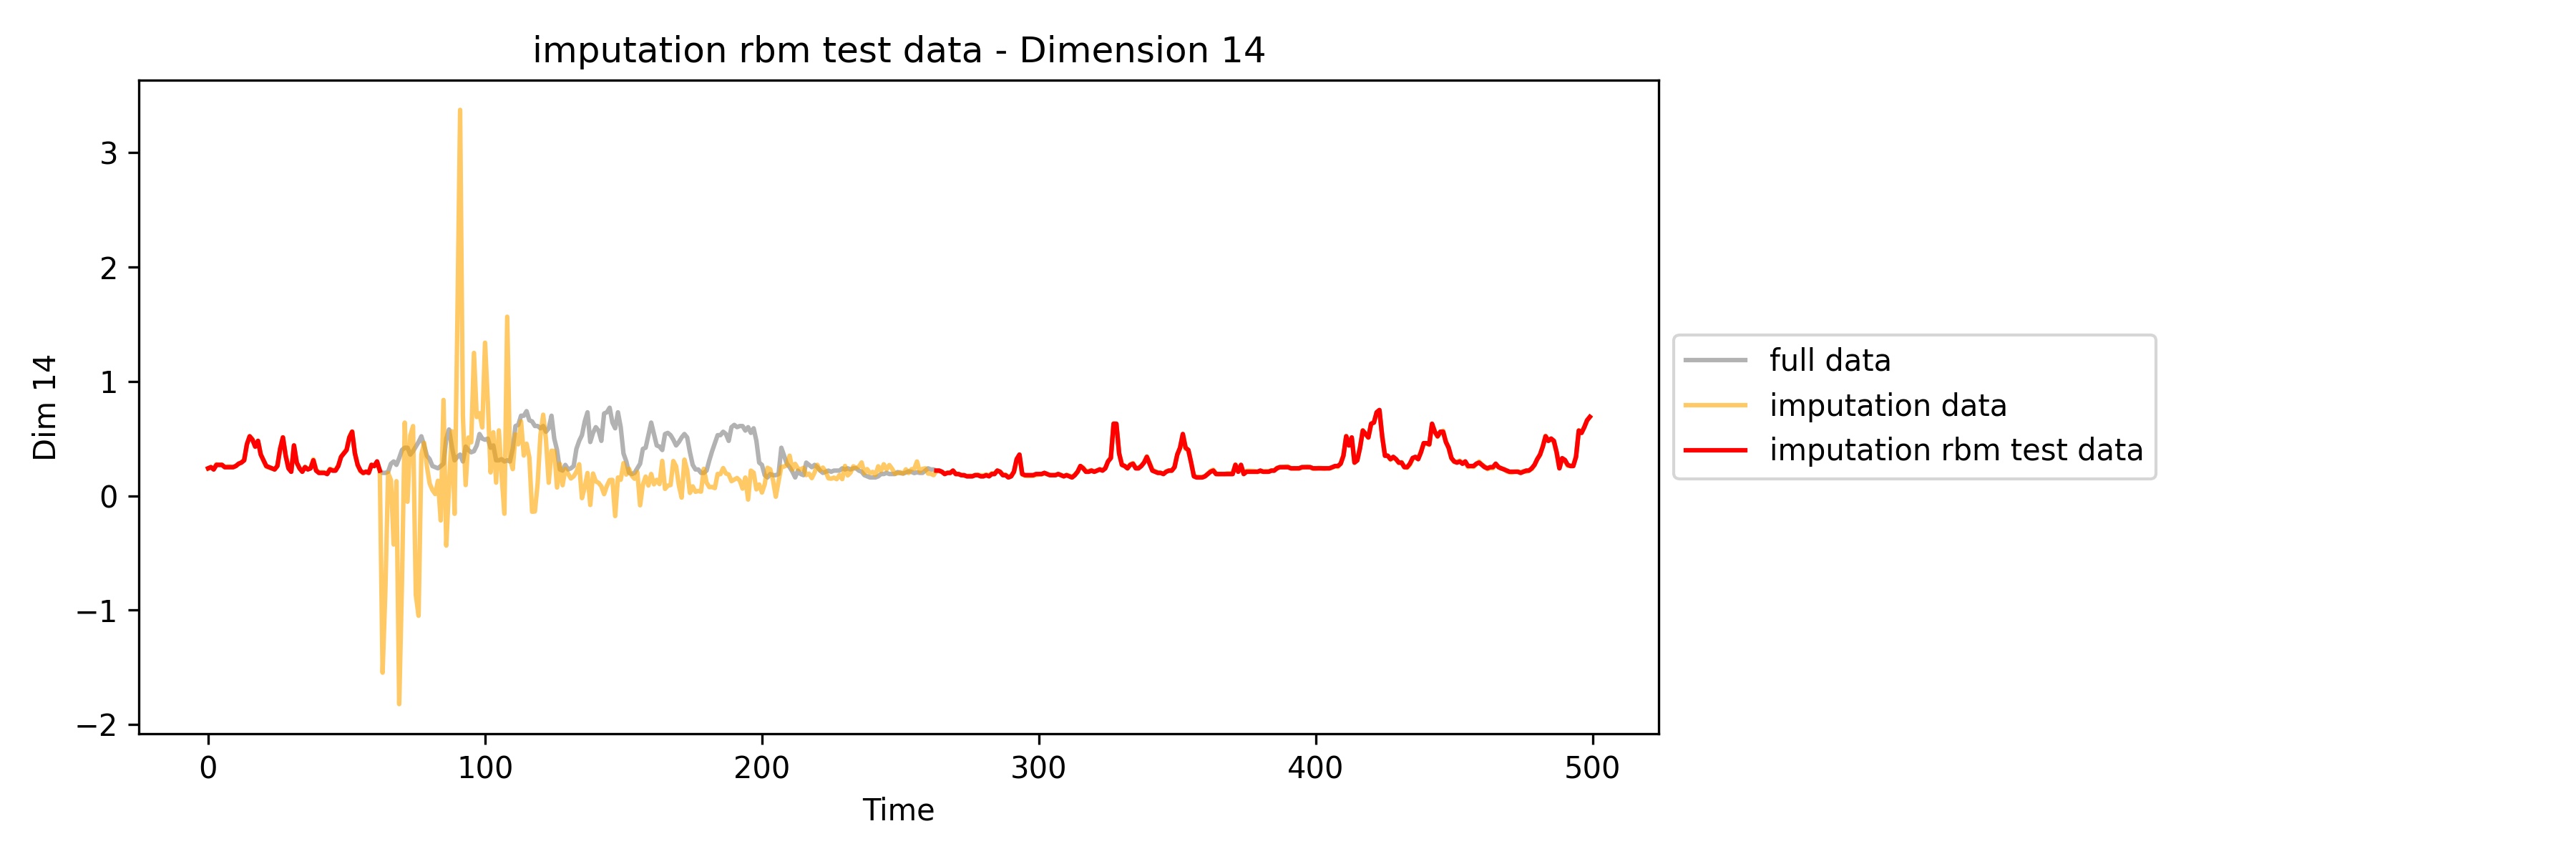 imputation rbm test data - Dimension 14
3
2
1
0
−1
−2
Dim 14
0
100
200
300
400
500
Time
full data
imputation data
imputation rbm test data